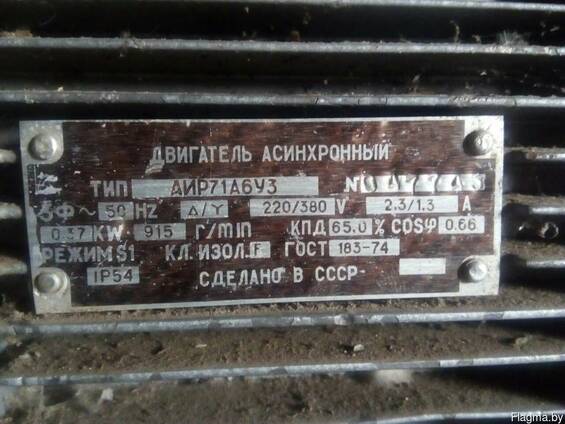 ДВИГАТЕЛЬ АСИНХРОННЫЙ
ТИП АИР71А6У3 №
3Ф ~ 50 Hz Δ/Y 220/380 V 2.3/1.3 A
0.37 KW. 915 r/min КПД 65.0 % COSφ 0.66
РЕЖИМ S1 КЛ. ИЗОЛ. F ГОСТ 183-74
IP54 СДЕЛАНО В СССР
Flagma.by